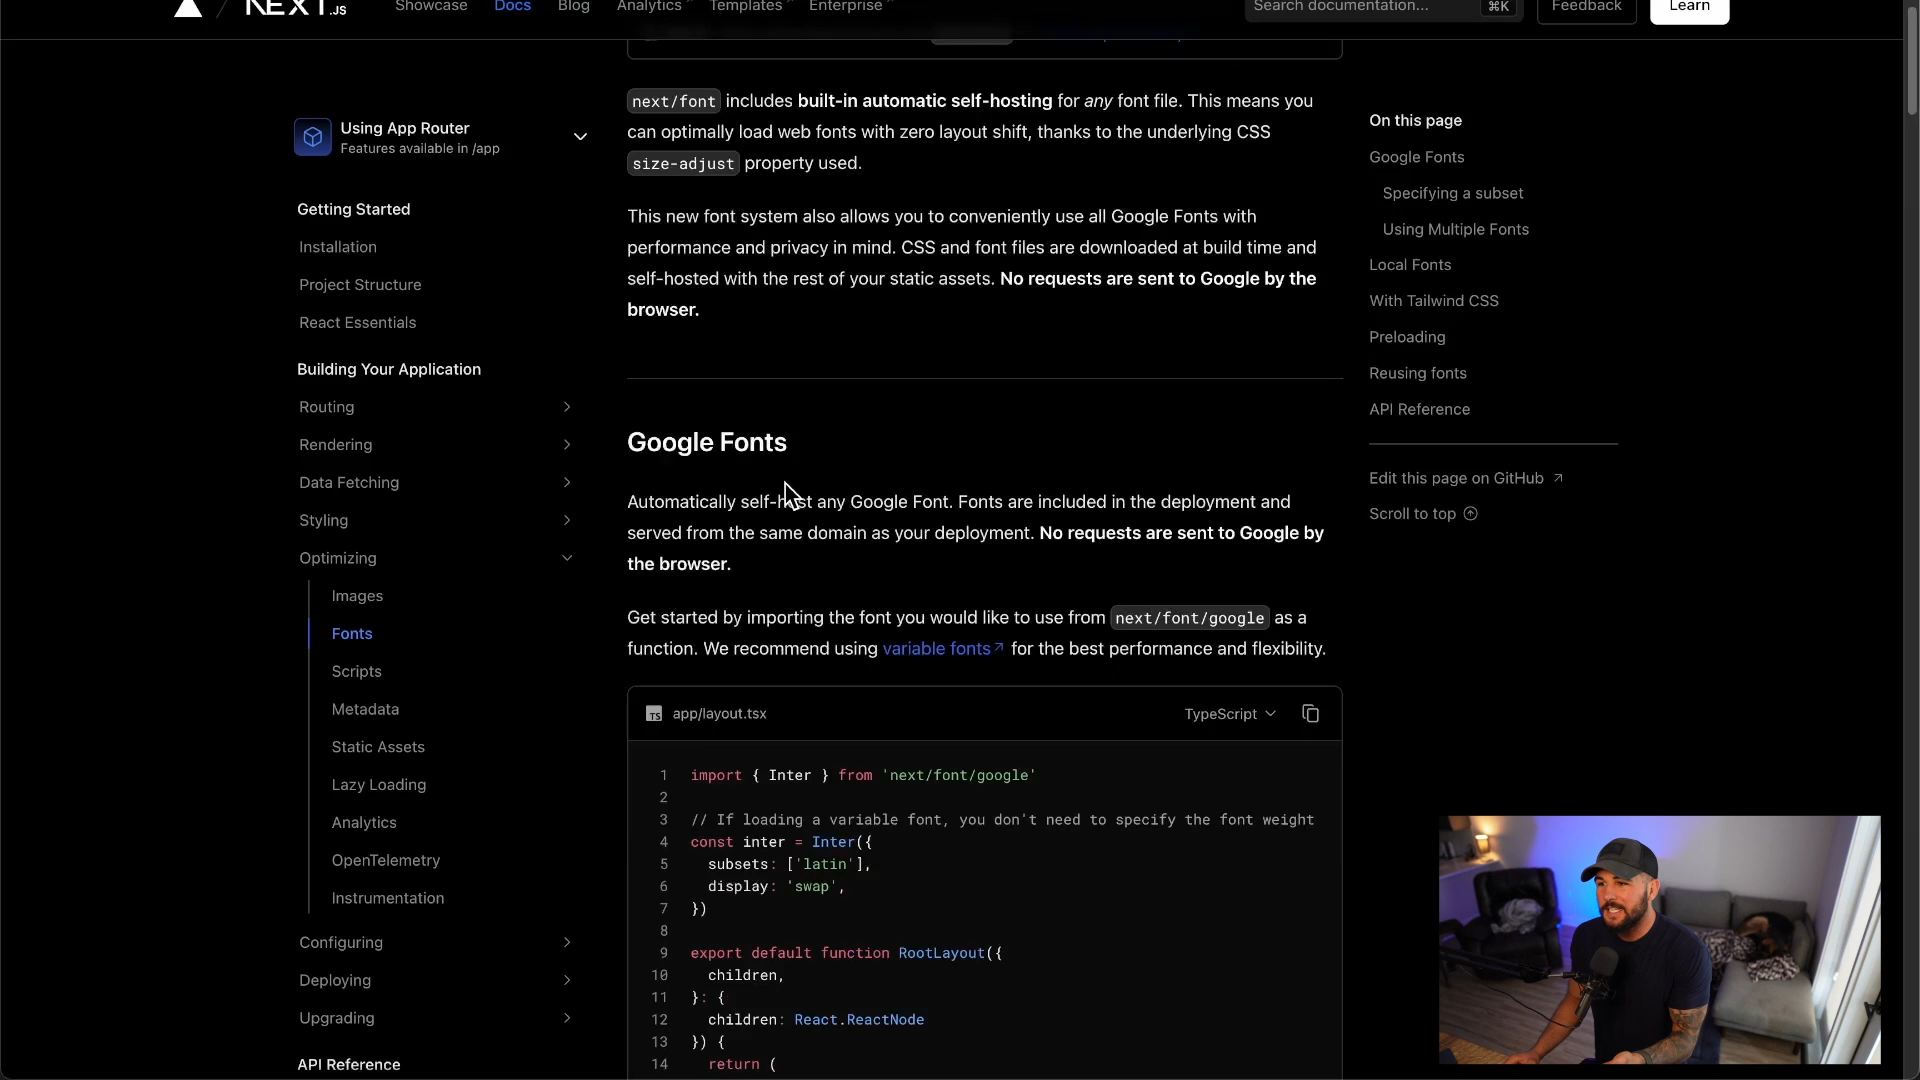 NEXT.JS
Showcase
Docs
Blog
Analytics
Templates
Enterprise
Search documentation...
⌘K
Feedback
Learn
Using App Router
Features available in /app
Getting Started
Installation
Project Structure
React Essentials
Building Your Application
Routing
Rendering
Data Fetching
Styling
Optimizing
Images
Fonts
Scripts
Metadata
Static Assets
Lazy Loading
Analytics
OpenTelemetry
Instrumentation
Configuring
Deploying
Upgrading
API Reference
next/font includes built-in automatic self-hosting for any font file. This means you
can optimally load web fonts with zero layout shift, thanks to the underlying CSS
size-adjust property used.
This new font system also allows you to conveniently use all Google Fonts with
performance and privacy in mind. CSS and font files are downloaded at build time and
self-hosted with the rest of your static assets. No requests are sent to Google by the
browser.
Google Fonts
Automatically self-host any Google Font. Fonts are included in the deployment and
served from the same domain as your deployment. No requests are sent to Google by
the browser.
Get started by importing the font you would like to use from next/font/google as a
function. We recommend using variable fonts↗ for the best performance and flexibility.
TS app/layout.tsx
TypeScript
1 import { Inter } from 'next/font/google'
2
3 // If loading a variable font, you don't need to specify the font weight
4 const inter = Inter({
5 subsets: ['latin'],
6 display: 'swap',
7 })
8
9 export default function RootLayout({
10 children,
11 }: {
12 children: React.ReactNode
13 }) {
14 return (
On this page
Google Fonts
Specifying a subset
Using Multiple Fonts
Local Fonts
With Tailwind CSS
Preloading
Reusing fonts
API Reference
Edit this page on GitHub ↗
Scroll to top